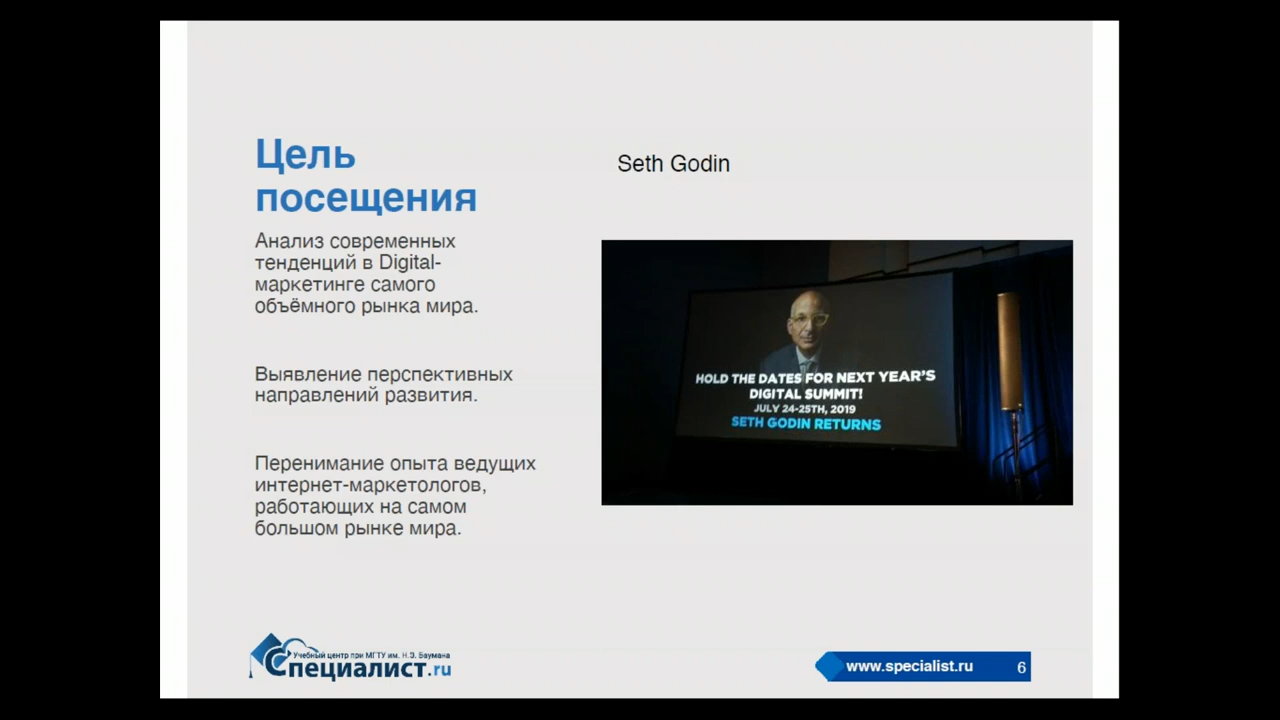 Цель
посещения
Анализ современных
тенденций в Digital-
маркетинге самого
объёмного рынка мира.
Выявление перспективных
направлений развития.
Перенимание опыта ведущих
интернет-маркетологов,
работающих на самом
большом рынке мира.
Seth Godin
HOLD THE DATES FOR NEXT YEAR'S
DIGITAL SUMMIT!
JULY 24-25TH, 2019
SETH GODIN RETURNS
Учебный центр при МГТУ им. Н.Э. Баумана
Специалист.ru
www.specialist.ru
6